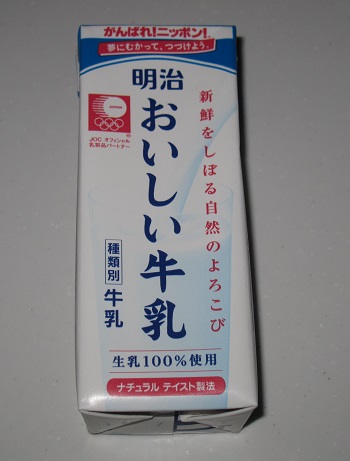 がんばれ!ニッポン!
夢にむかって、つづけよう。
明治
おいしい牛乳
新鮮をしぼる自然のよろこび
JAPAN
JOC オフィシャル
乳製品パートナー
種類別
牛乳
生乳100%使用
ナチュラル テイスト製法